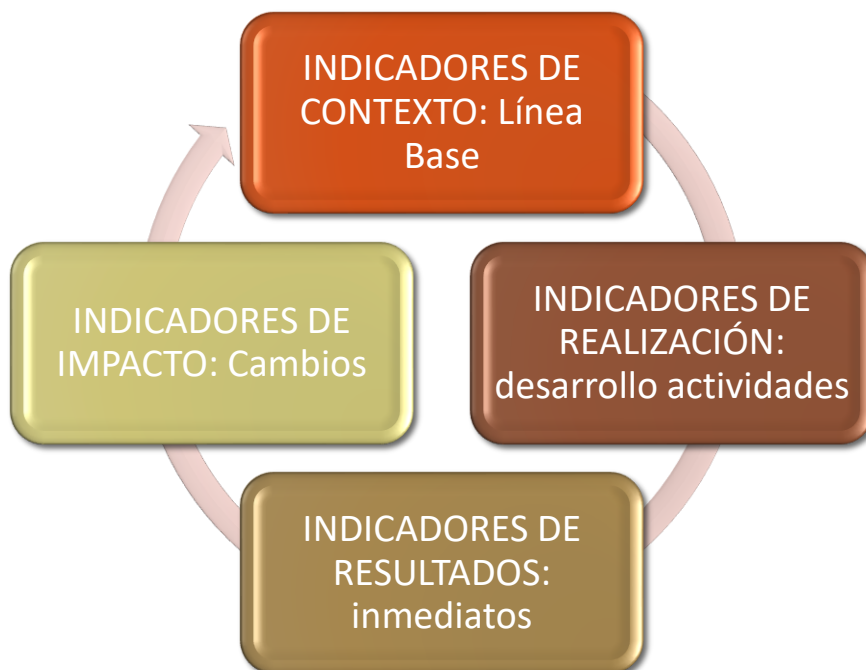 INDICADORES DE
CONTEXTO: Línea
Base
INDICADORES DE
REALIZACIÓN:
desarrollo actividades
INDICADORES DE
RESULTADOS:
inmediatos
INDICADORES DE
IMPACTO: Cambios